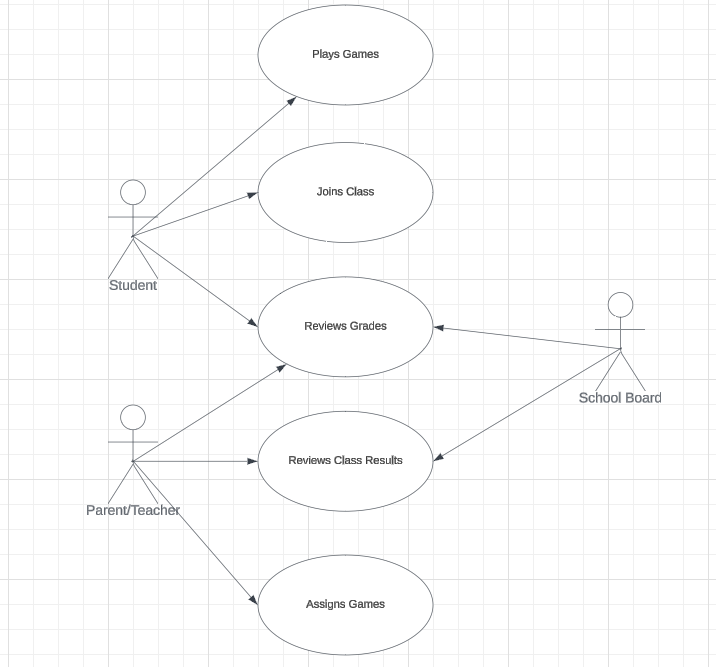 Plays Games
Joins Class
Student
Reviews Grades
School Board
Reviews Class Results
Parent/Teacher
Assigns Games